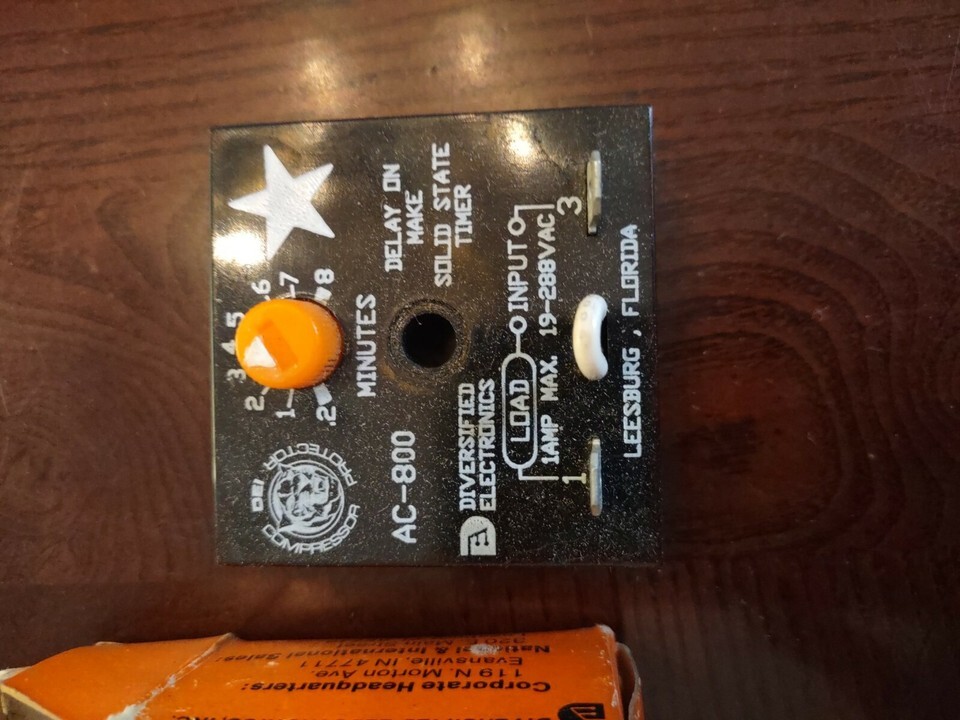 DEI
COMPRESSOR PROTECTOR
.2 1 2 3 4 5 6 7 8
MINUTES
AC-800
DELAY ON
MAKE
SOLID STATE
TIMER
DIVERSIFIED
ELECTRONICS
LOAD INPUT
1AMP MAX. 19-288VAC
1 3
LEESBURG, FLORIDA
Corporate Headquarters:
119 N. Morton Ave.
Evansville, IN 47711
National & International Sales: